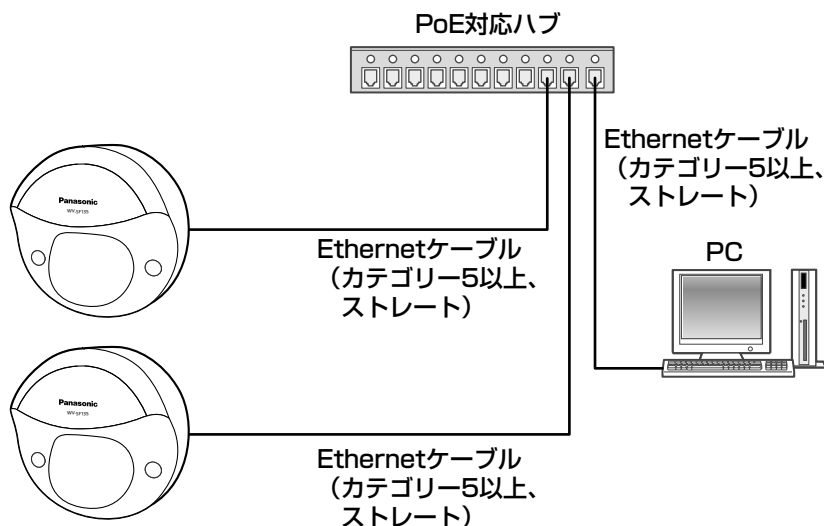 PoE対応ハブ
Ethernetケーブル
（カテゴリー5以上、
ストレート）
PC
Panasonic
WV-SF135
Ethernetケーブル
（カテゴリー5以上、
ストレート）
Panasonic
WV-SF135
Ethernetケーブル
（カテゴリー5以上、
ストレート）